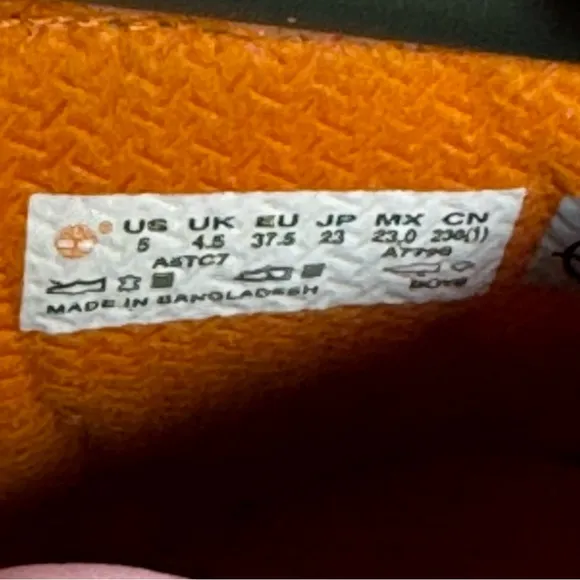 US UK EU JP MX CN
5 4.5 37.5 23 23.0 230(1)
A5TC7
MADE IN BANGLADESH